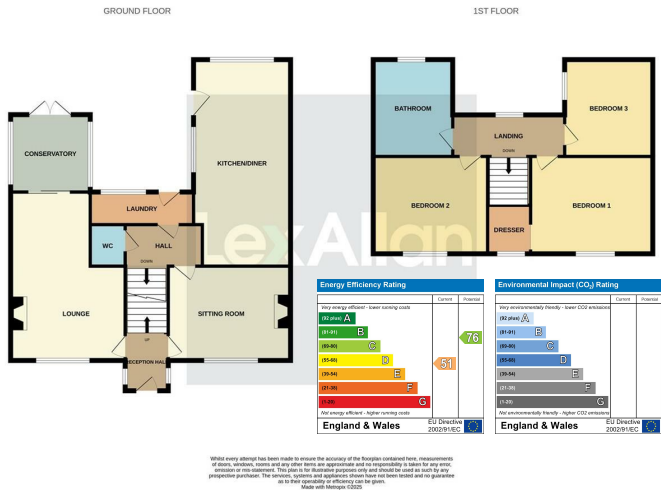 GROUND FLOOR
1ST FLOOR
CONSERVATORY
KITCHEN/DINER
LAUNDRY
WC
HALL
DOWN
LOUNGE
UP
SITTING ROOM
RECEPTION HALL
BATHROOM
LANDING
DOWN
BEDROOM 3
BEDROOM 2
BEDROOM 1
DRESSER
LexAllan
Energy Efficiency Rating
Current Potential
Very energy efficient - lower running costs
(92 plus) A
(81-91) B
(69-80) C
(55-68) D
(39-54) E
(21-38) F
(1-20) G
51
76
Not energy efficient - higher running costs
England & Wales
EU Directive
2002/91/EC
Environmental Impact (CO₂) Rating
Current Potential
Very environmentally friendly - lower CO2 emissions
(92 plus) A
(81-91) B
(69-80) C
(55-68) D
(39-54) E
(21-38) F
(1-20) G
Not environmentally friendly - higher CO2 emissions
England & Wales
EU Directive
2002/91/EC
Whilst every attempt has been made to ensure the accuracy of the floorplan contained here, measurements
of doors, windows, rooms and any other items are approximate and no responsibility is taken for any error,
omission or mis-statement. This plan is for illustrative purposes only and should be used as such by any
prospective purchaser. The services, systems and appliances shown have not been tested and no guarantee
as to their operability or efficiency can be given.
Made with Metropix ©2025